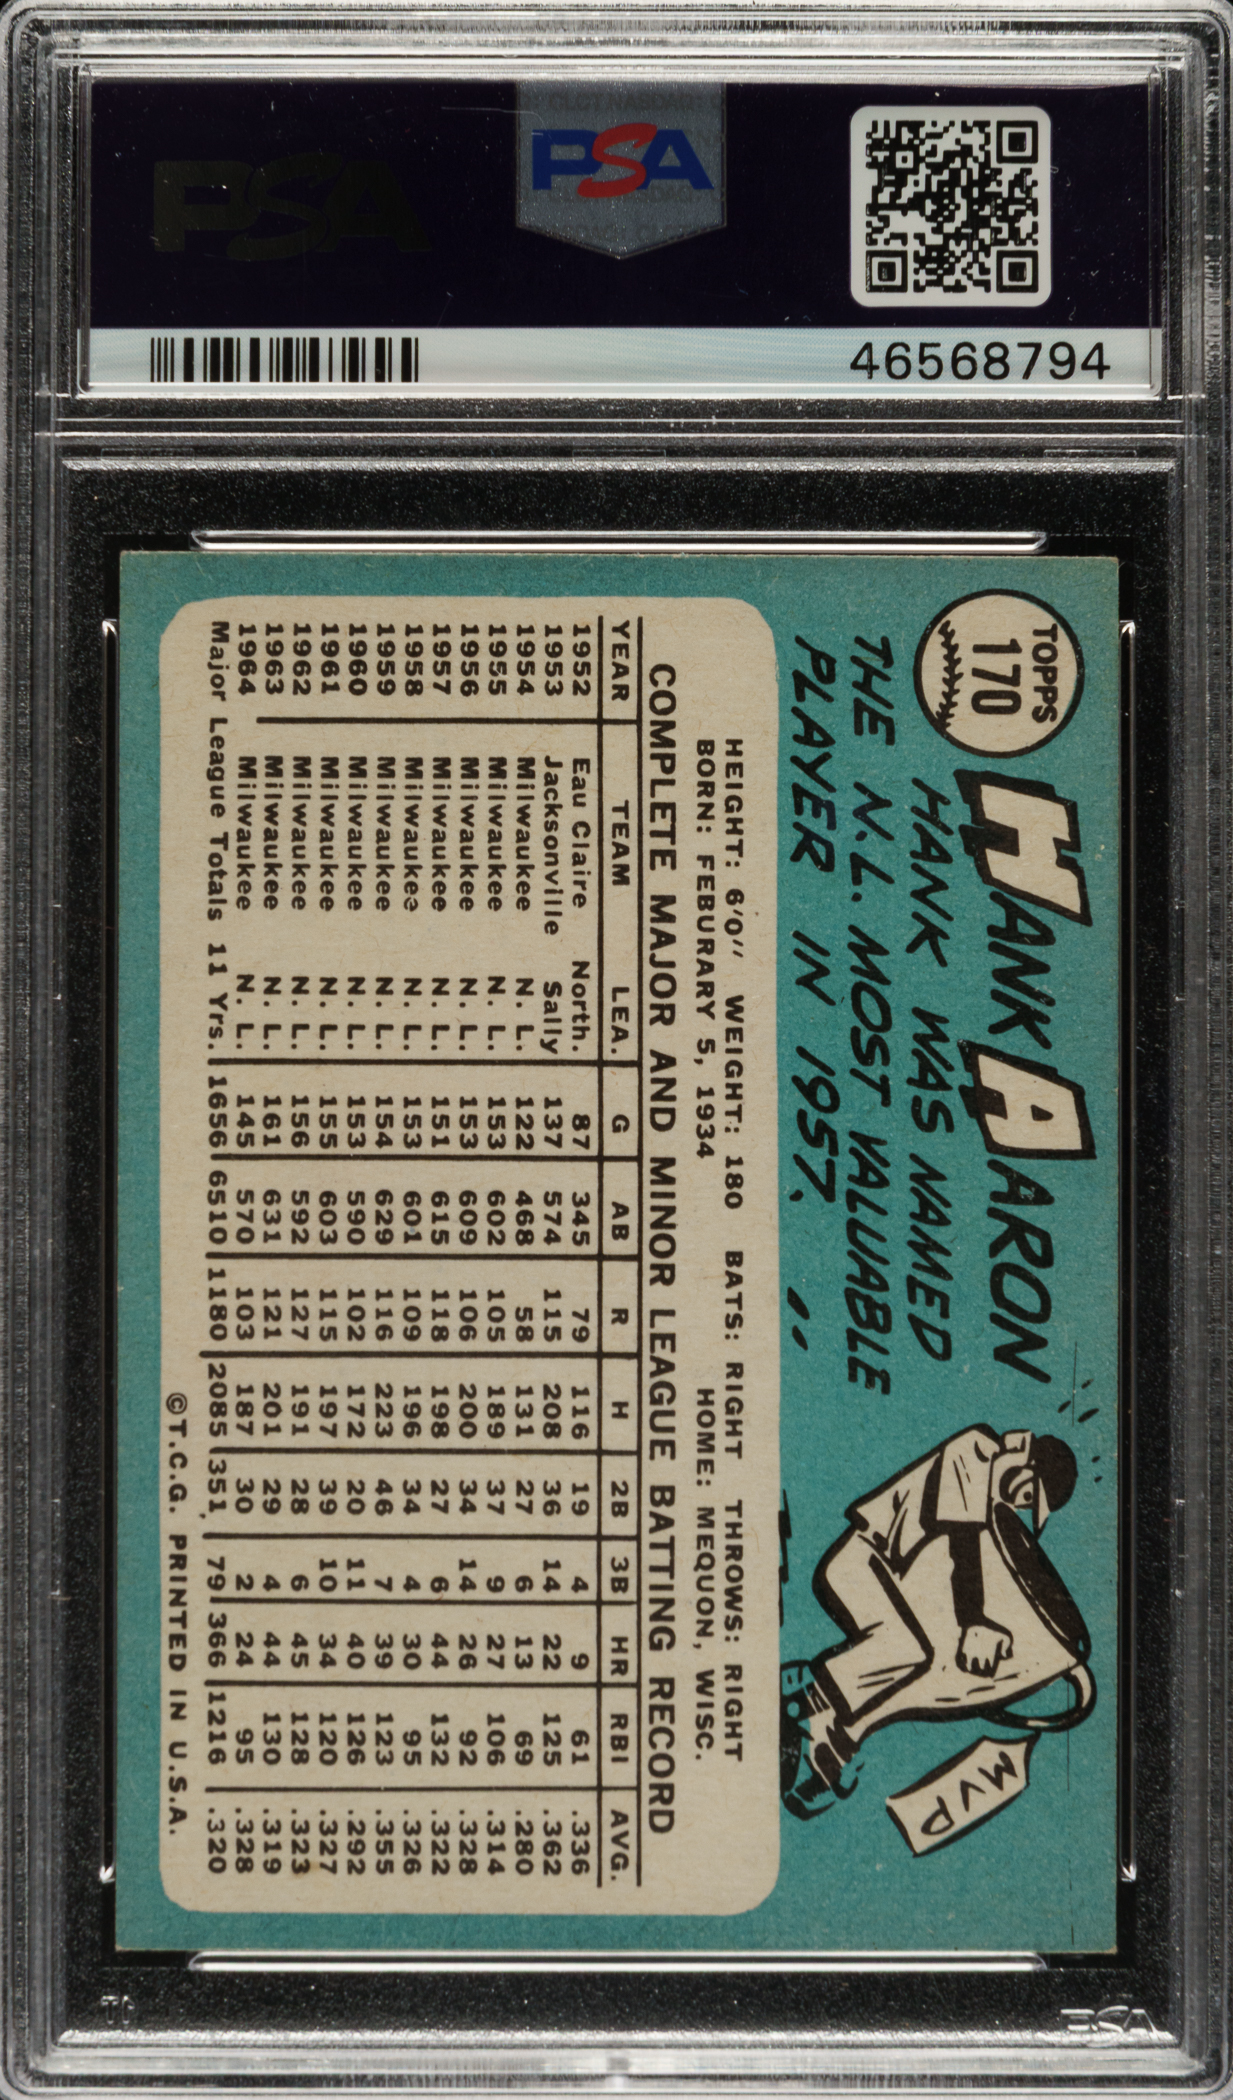 PSA
CLCT NASDAQ: C
PSA
46568794
TOPPS
170
HANK AARON
HANK WAS NAMED
THE N.L. MOST VALUABLE
PLAYER IN 1957.
MVP
HEIGHT: 6'0'' WEIGHT: 180 BATS: RIGHT THROWS: RIGHT
BORN: FEBURARY 5, 1934 HOME: MEQUON, WISC.
COMPLETE MAJOR AND MINOR LEAGUE BATTING RECORD
YEAR TEAM LEA. G AB R H 2B 3B HR RBI AVG.
1952 Eau Claire North. 87 345 79 116 19 4 9 61 .336
1953 Jacksonville Sally 137 574 115 208 36 14 22 125 .362
1954 Milwaukee N. L. 122 468 58 131 27 6 13 69 .280
1955 Milwaukee N. L. 153 602 105 189 37 9 27 106 .314
1956 Milwaukee N. L. 153 609 106 200 34 14 26 92 .328
1957 Milwaukee N. L. 151 615 118 198 27 6 44 132 .322
1958 Milwaukee N. L. 153 601 109 196 34 4 30 95 .326
1959 Milwaukee N. L. 154 629 116 223 46 7 39 123 .355
1960 Milwaukee N. L. 153 590 102 172 20 11 40 126 .292
1961 Milwaukee N. L. 155 603 115 197 39 10 34 120 .327
1962 Milwaukee N. L. 156 592 127 191 28 6 45 128 .323
1963 Milwaukee N. L. 161 631 121 201 29 4 44 130 .319
1964 Milwaukee N. L. 145 570 103 187 30 2 24 95 .328
Major League Totals 11 Yrs. 1656 6510 1180 2085 351 79 366 1216 .320
©T.C.G. PRINTED IN U.S.A.
PSA